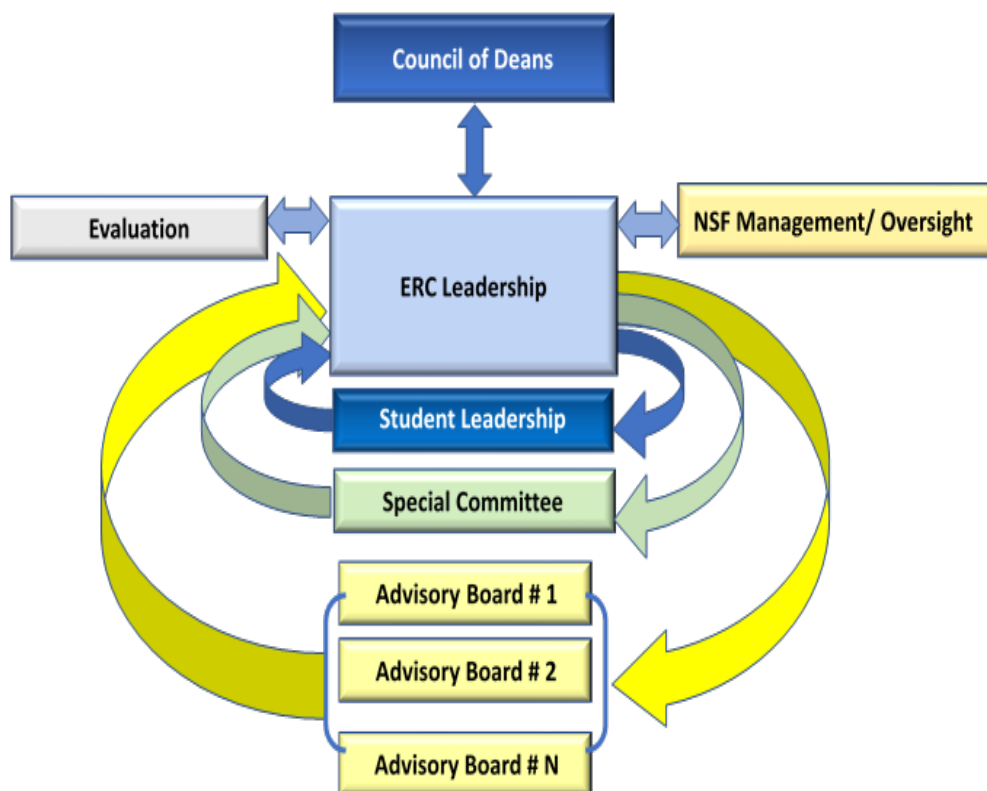 Council of Deans
Evaluation
NSF Management/ Oversight
ERC Leadership
Student Leadership
Special Committee
Advisory Board # 1
Advisory Board # 2
Advisory Board # N